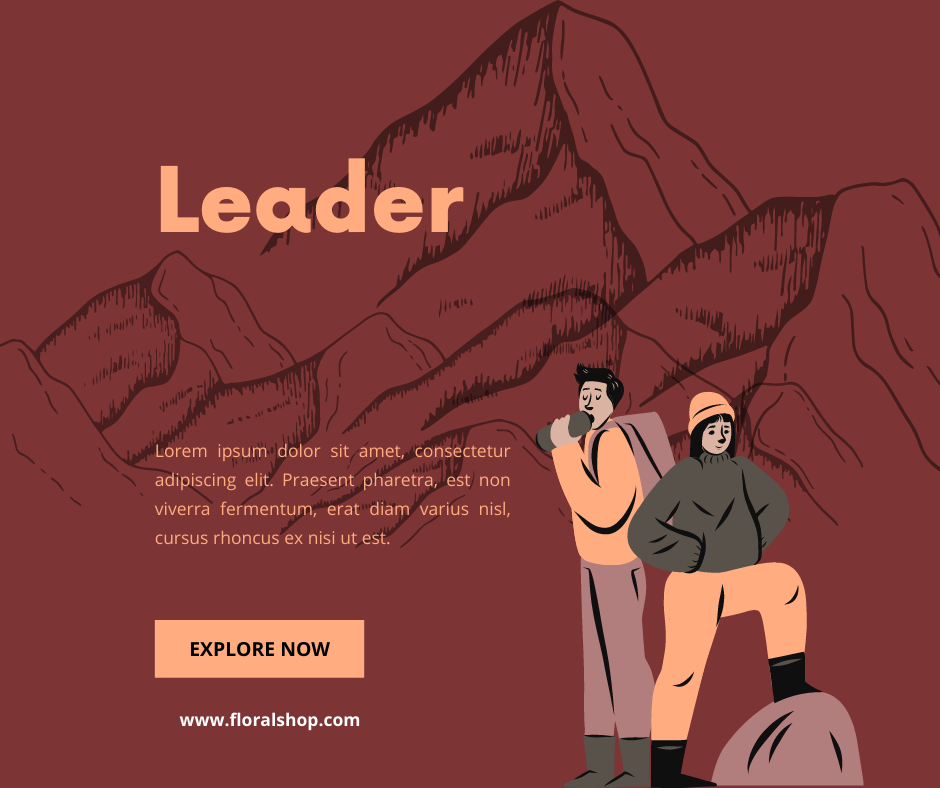 Leader
Lorem ipsum dolor sit amet, consectetur
adipiscing elit. Praesent pharetra, est non
viverra fermentum, erat diam varius nisl,
cursus rhoncus ex nisi ut est.
EXPLORE NOW
www.floralshop.com